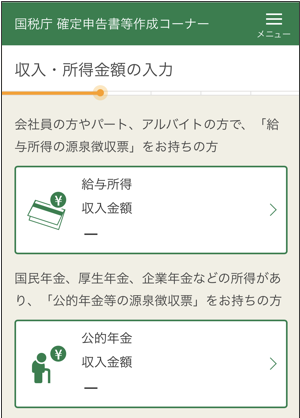 国税庁 確定申告書等作成コーナー
メニュー
収入・所得金額の入力
会社員の方やパート、アルバイトの方で、「給
与所得の源泉徴収票」をお持ちの方
給与所得
収入金額
―
国民年金、厚生年金、企業年金などの所得があ
り、「公的年金等の源泉徴収票」をお持ちの方
公的年金
収入金額
―